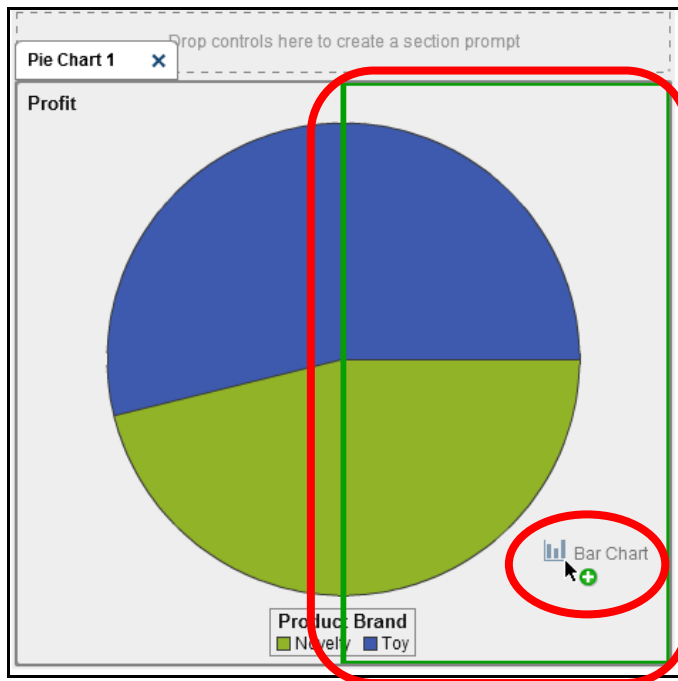 Drop controls here to create a section prompt
Pie Chart 1
Profit
Bar Chart
Product Brand
Novelty Toy